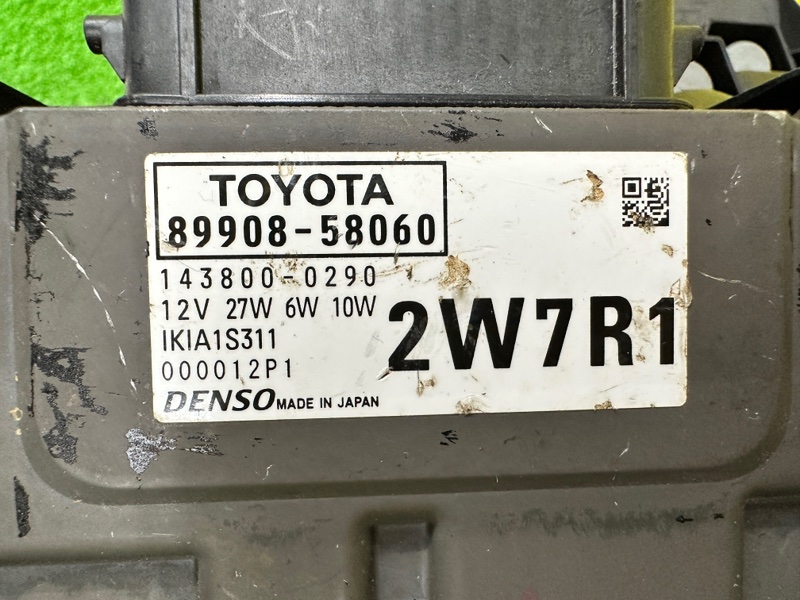 TOYOTA
89908-58060
143800-0290
12V 27W 6W 10W
IKIA1S311
000012P1
2W7R1
DENSO MADE IN JAPAN